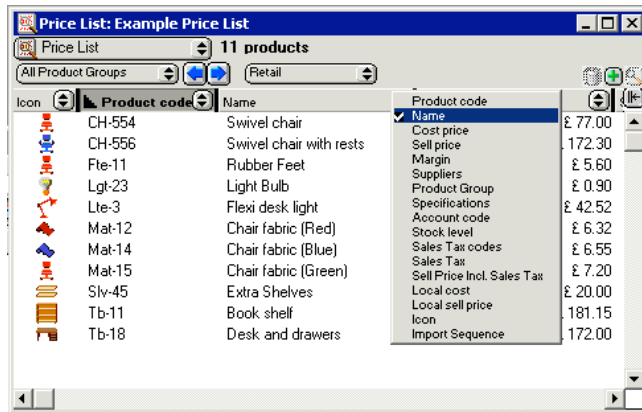 Price List: Example Price List
Price List 11 products
All Product Groups (Retail
Icon Product code Name
CH-554 Swivel chair £ 77.00
CH-556 Swivel chair with rests 172.30
Fte-11 Rubber Feet £ 5.60
Lgt-23 Light Bulb £ 0.90
Lte-3 Flexi desk light £ 42.52
Mat-12 Chair fabric (Red) £ 6.32
Mat-14 Chair fabric (Blue) £ 6.55
Mat-15 Chair fabric (Green) £ 7.20
Slv-45 Extra Shelves £ 20.00
Tb-11 Book shelf 181.15
Tb-18 Desk and drawers 172.00
Product code
Name
Cost price
Sell price
Margin
Suppliers
Product Group
Specifications
Account code
Stock level
Sales Tax codes
Sales Tax
Sell Price Incl. Sales Tax
Local cost
Local sell price
Icon
Import Sequence